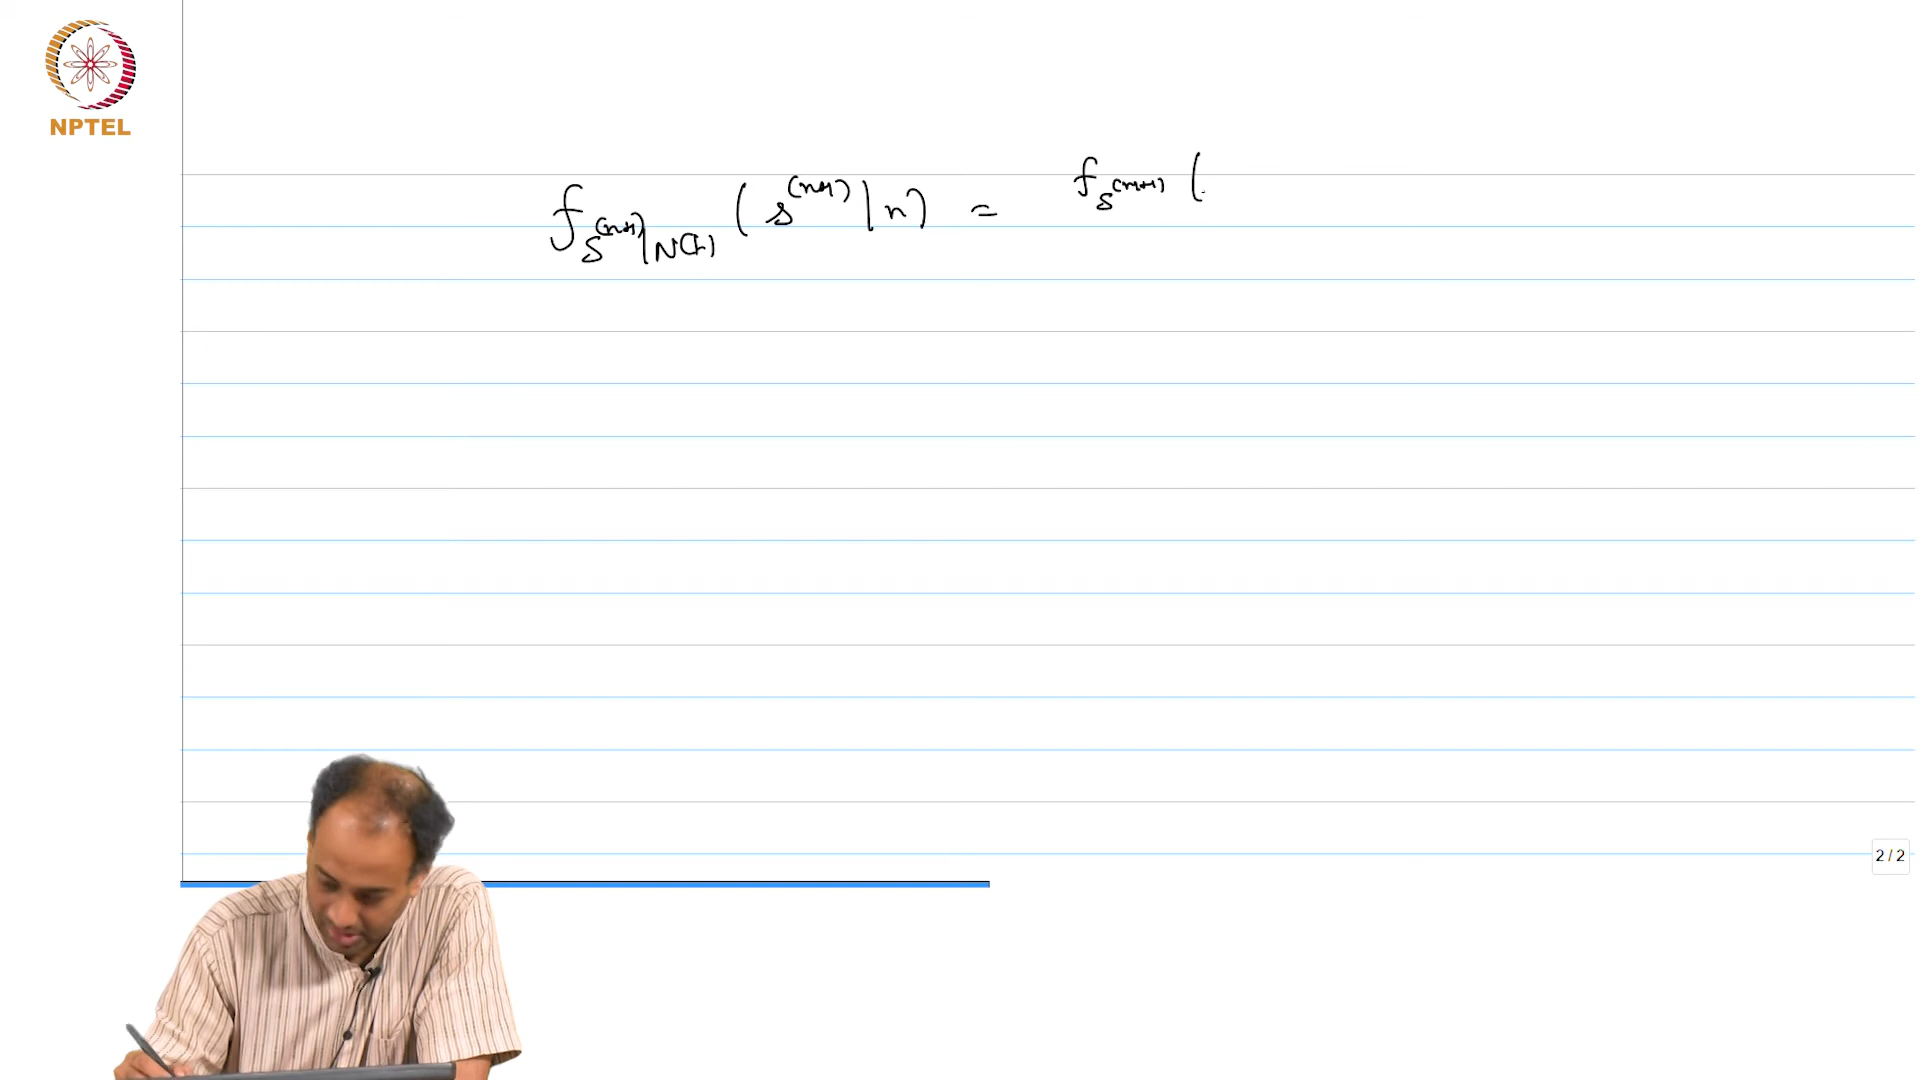 NPTEL
f_{S^{(n+1)}|N(t)} (s^{(n+1)}|n) = f_{S^{(n+1)}} (
2 / 2